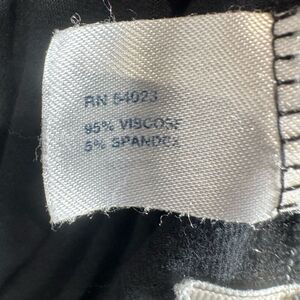 RN 54023
95% VISCOSE
5% SPANDEX